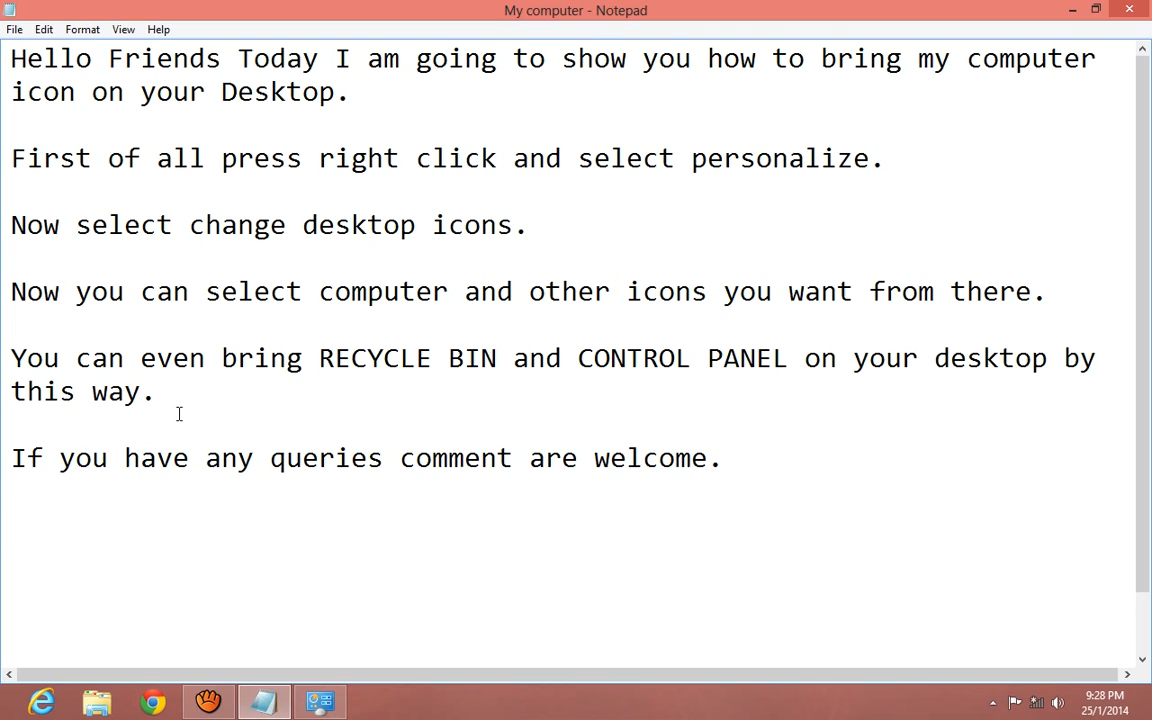 My computer - Notepad
File Edit Format View Help
Hello Friends Today I am going to show you how to bring my computer
icon on your Desktop.
First of all press right click and select personalize.
Now select change desktop icons.
Now you can select computer and other icons you want from there.
You can even bring RECYCLE BIN and CONTROL PANEL on your desktop by
this way.
If you have any queries comment are welcome.
9:28 PM
25/1/2014